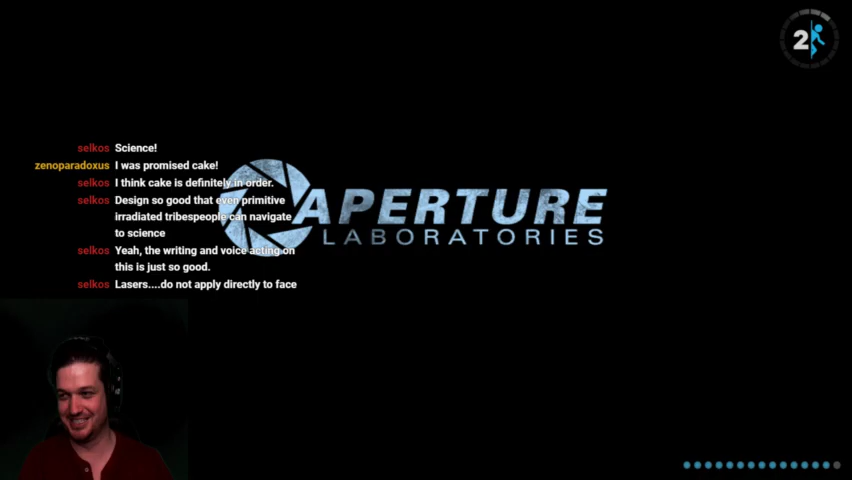 2
selkos Science!
zenoparadoxus I was promised cake!
selkos I think cake is definitely in order.
selkos Design so good that even primitive
irradiated tribespeople can navigate
to science
selkos Yeah, the writing and voice acting on
this is just so good.
selkos Lasers....do not apply directly to face
APERTURE
LABORATORIES